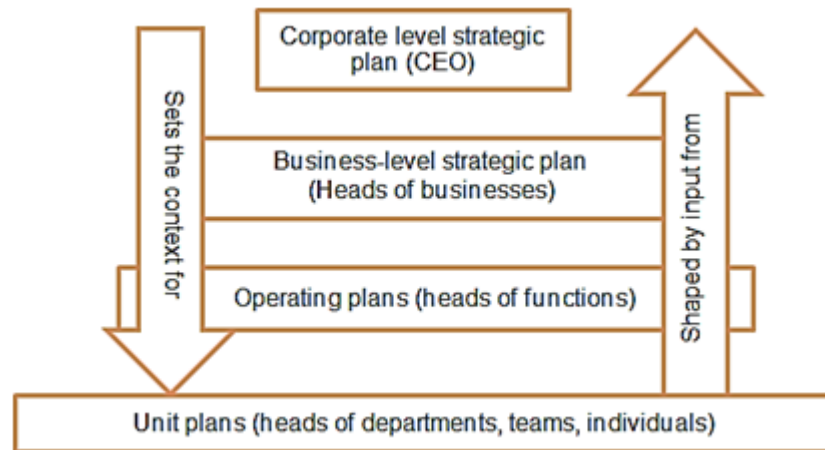 Corporate level strategic
plan (CEO)
Sets the context for
Business-level strategic plan
(Heads of businesses)
Shaped by input from
Operating plans (heads of functions)
Unit plans (heads of departments, teams, individuals)